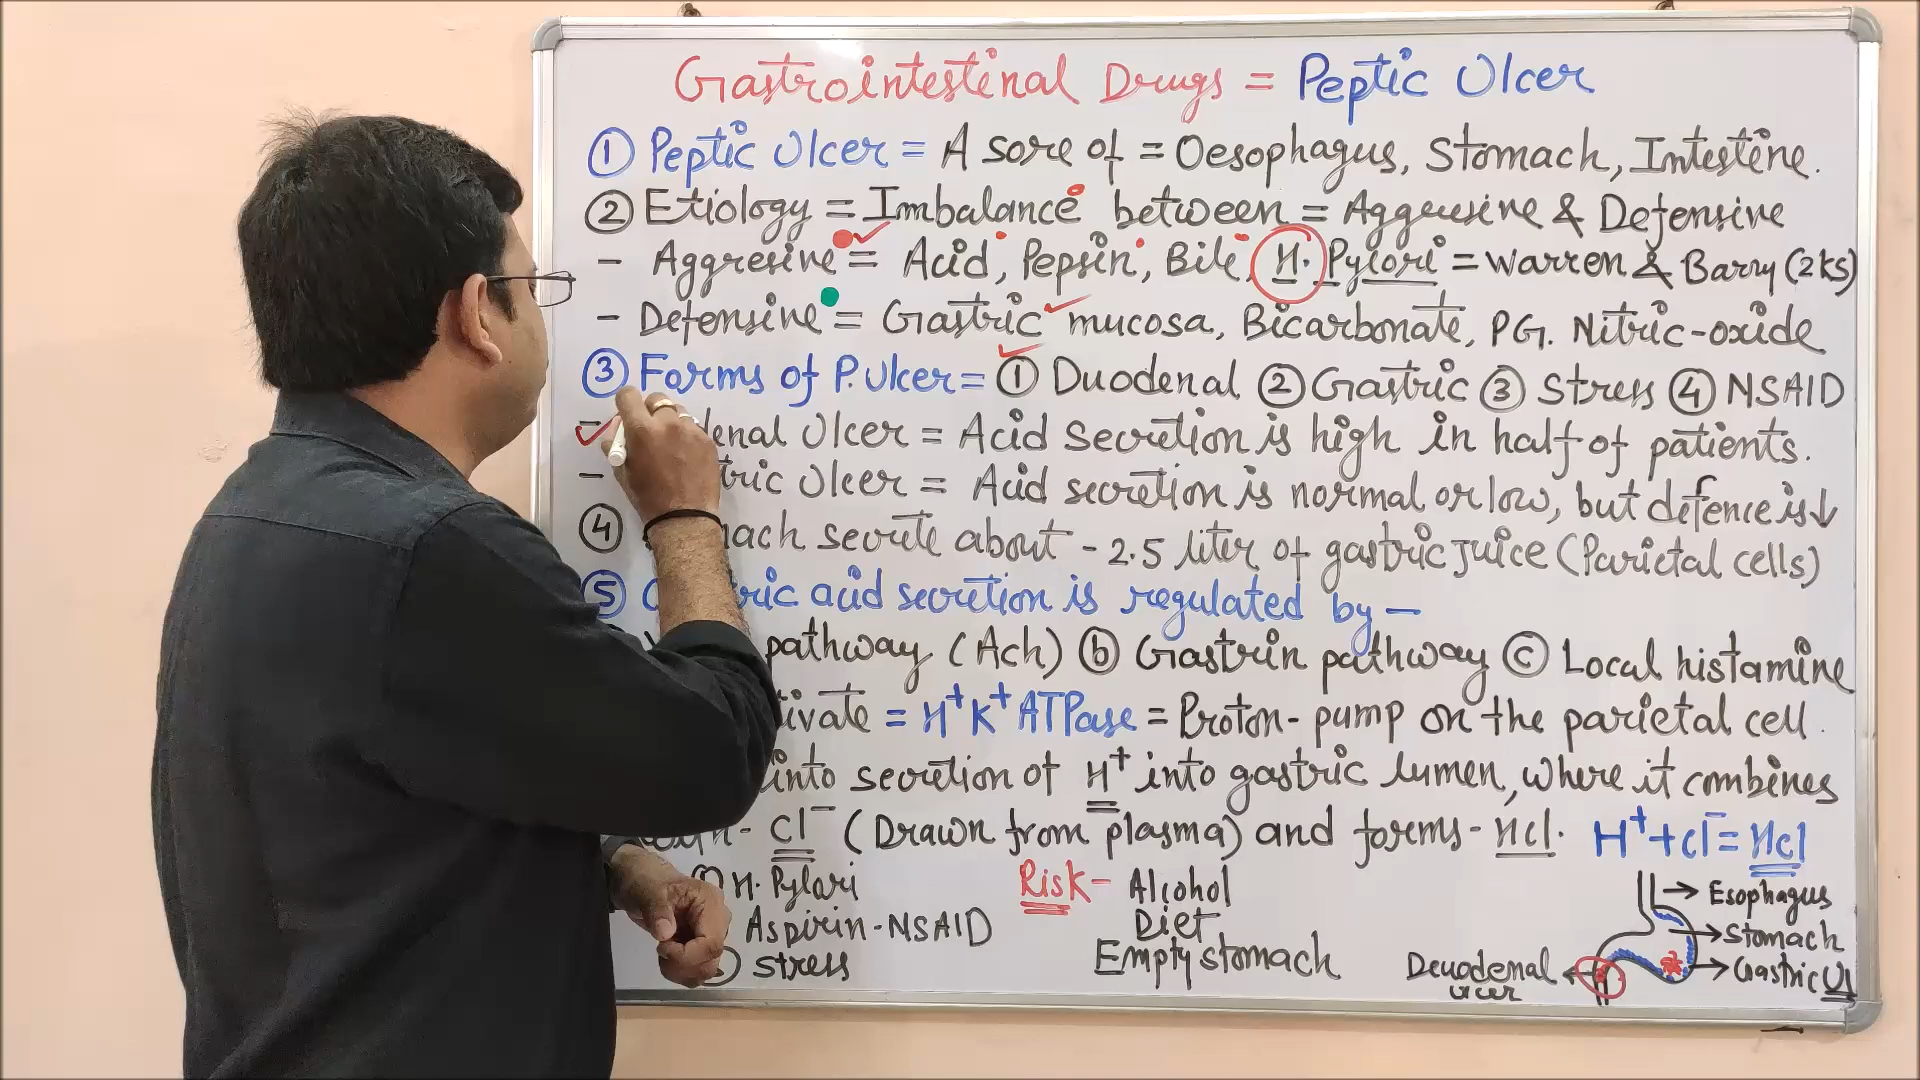 Gastrointestinal Drugs = Peptic Ulcer
① Peptic Ulcer = A sore of = Oesophagus, Stomach, Intestine.
② Etiology = Imbalance between = Aggressive & Defensive
- Aggresive = Acid, Pepsin, Bile, H. Pylori = Warren & Barry (2ks)
- Defensive = Gastric mucosa, Bicarbonate, PG. Nitric-oxide
③ Forms of P. Ulcer = ① Duodenal ② Gastric ③ Stress ④ NSAID
- denal Ulcer = Acid secretion is high in half of patients.
- tric Ulcer = Acid secretion is normal or low, but defence is ↓
④ mach secrete about - 2.5 liter of gastric juice (Parietal cells)
⑤ ric acid secretion is regulated by -
pathway (Ach) ⓑ Gastrin pathway ⓒ Local histamine
ivate = H⁺K⁺ ATPase = Proton-pump on the parietal cell.
into secretion of H⁺ into gastric lumen, where it combines
- Cl⁻ (Drawn from plasma) and forms - Hcl. H⁺ + cl⁻ = Hcl
H. Pylari
Aspirin - NSAID
stress
Risk - Alcohol
Diet
Empty stomach
Esophagus
Stomach
Gastric Ul
Deuodenal
ulcer